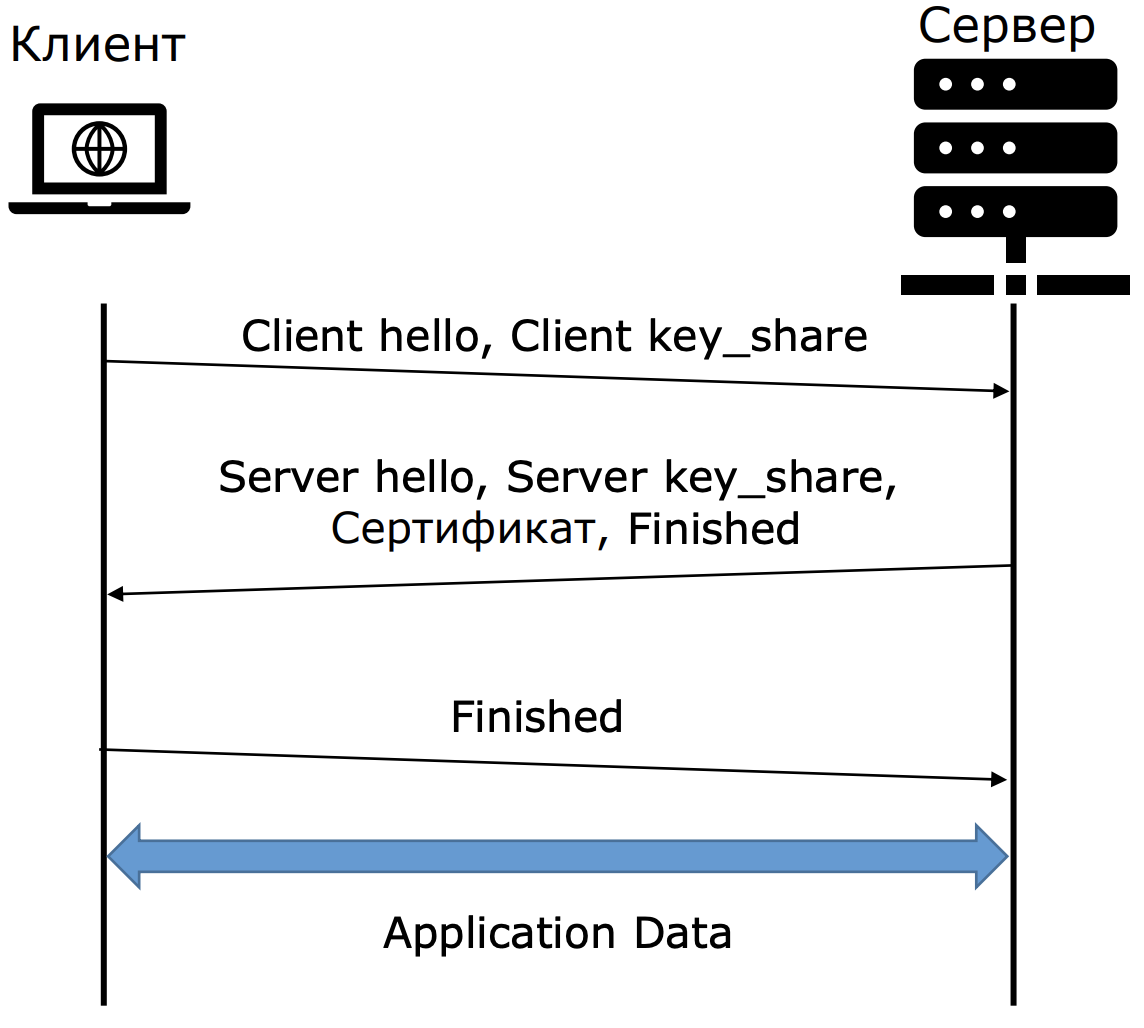 Клиент
Сервер
Client hello, Client key_share
Server hello, Server key_share,
Сертификат, Finished
Finished
Application Data